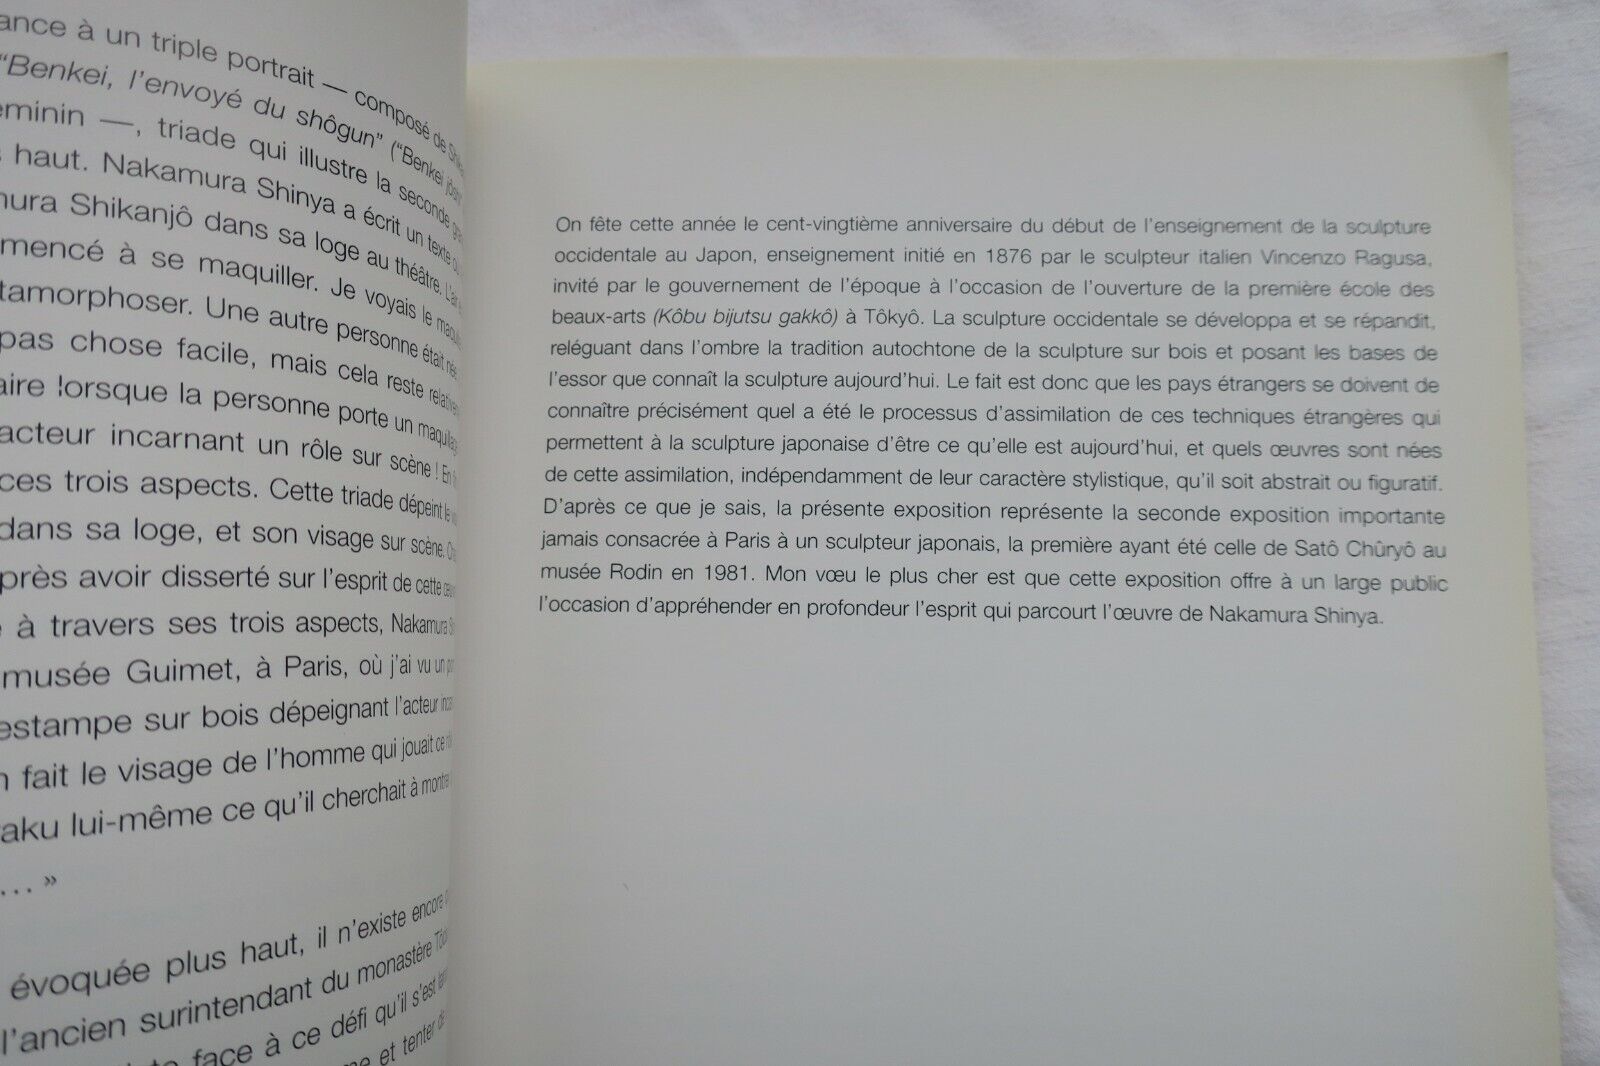 ance à un triple portrait — composé de
“Benkei, l’envoyé du shôgun” (“Benkei
eminin —, triade qui illustre la seconde
haut. Nakamura Shinya a écrit un texte
mura Shikanjô dans sa loge au théâtre.
mencé à se maquiller. Je voyais le
tamorphoser. Une autre personne était née
pas chose facile, mais cela reste
aire lorsque la personne porte un
acteur incarnant un rôle sur scène ! En
ces trois aspects. Cette triade dépeint le
dans sa loge, et son visage sur scène.
près avoir disserté sur l’esprit de cette
à travers ses trois aspects, Nakamura
musée Guimet, à Paris, où j’ai vu un
estampe sur bois dépeignant l’acteur
n fait le visage de l’homme qui jouait ce
aku lui-même ce qu’il cherchait à
... »
évoquée plus haut, il n’existe encore
l’ancien surintendant du monastère
face à ce défi qu’il s’est
et tenter
On fête cette année le cent-vingtième anniversaire du début de l’enseignement de la sculpture
occidentale au Japon, enseignement initié en 1876 par le sculpteur italien Vincenzo Ragusa,
invité par le gouvernement de l’époque à l’occasion de l’ouverture de la première école des
beaux-arts (Kôbu bijutsu gakkô) à Tôkyô. La sculpture occidentale se développa et se répandit,
reléguant dans l’ombre la tradition autochtone de la sculpture sur bois et posant les bases de
l’essor que connaît la sculpture aujourd’hui. Le fait est donc que les pays étrangers se doivent de
connaître précisément quel a été le processus d’assimilation de ces techniques étrangères qui
permettent à la sculpture japonaise d’être ce qu’elle est aujourd’hui, et quels œuvres sont nées
de cette assimilation, indépendamment de leur caractère stylistique, qu’il soit abstrait ou figuratif.
D’après ce que je sais, la présente exposition représente la seconde exposition importante
jamais consacrée à Paris à un sculpteur japonais, la première ayant été celle de Satô Chûryô au
musée Rodin en 1981. Mon vœu le plus cher est que cette exposition offre à un large public
l’occasion d’appréhender en profondeur l’esprit qui parcourt l’œuvre de Nakamura Shinya.